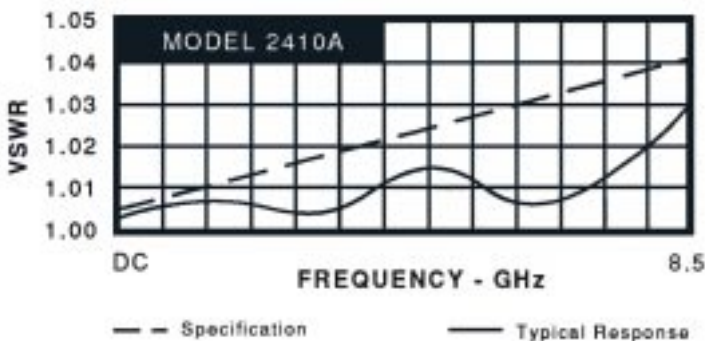 MODEL 2410A
1.05
1.04
1.03
1.02
1.01
1.00
VSWR
DC
8.5
FREQUENCY - GHz
Specification
Typical Response